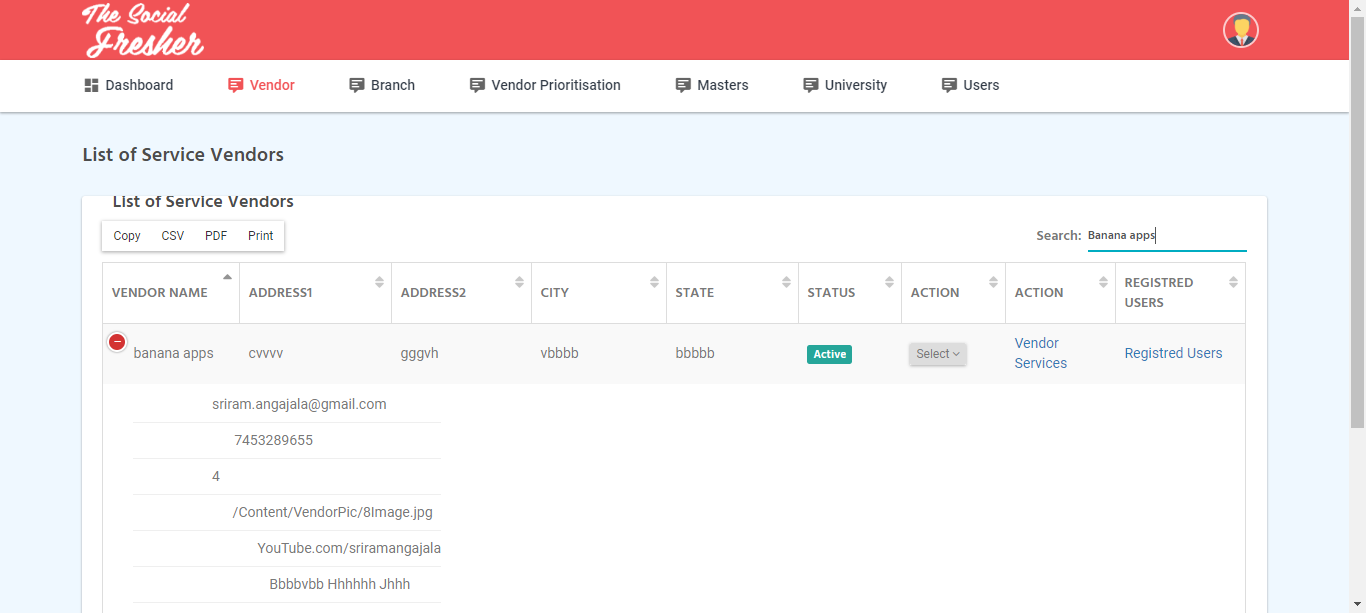 The Social
Fresher
Dashboard Vendor Branch Vendor Prioritisation Masters University Users
List of Service Vendors
List of Service Vendors
Copy CSV PDF Print Search: Banana apps
VENDOR NAME ADDRESS1 ADDRESS2 CITY STATE STATUS ACTION ACTION REGISTRED USERS
banana apps cvvvv gggvh vbbbb bbbbb Active Select Vendor Services Registred Users
sriram.angajala@gmail.com
7453289655
4
/Content/VendorPic/8Image.jpg
YouTube.com/sriramangajala
Bbbbvbb Hhhhhh Jhhh